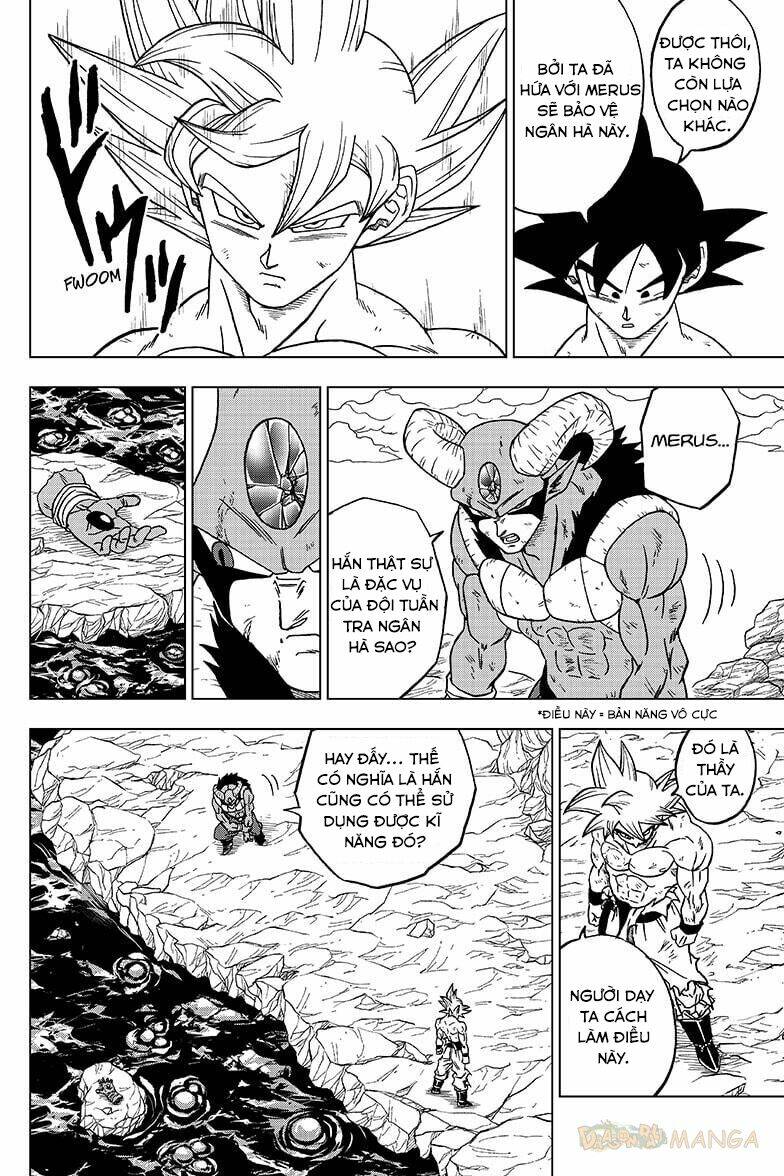 ĐƯỢC THÔI,
TA KHÔNG
CÒN LỰA
CHỌN NÀO
KHÁC.
BỞI TA ĐÃ
HỨA VỚI MERUS
SẼ BẢO VỆ
NGÂN HÀ NÀY.
FWOOM
MERUS...
HẮN THẬT SỰ
LÀ ĐẶC VỤ
CỦA ĐỘI TUẦN
TRA NGÂN
HÀ SAO?
*ĐIỀU NÀY = BẢN NĂNG VÔ CỰC
ĐÓ LÀ
THẦY
CỦA TA.
NGƯỜI DẠY
TA CÁCH
LÀM ĐIỀU
NÀY.
HAY ĐẤY... THẾ
CÓ NGHĨA LÀ HẮN
CŨNG CÓ THỂ SỬ
DỤNG ĐƯỢC KĨ
NĂNG ĐÓ?
MANGA